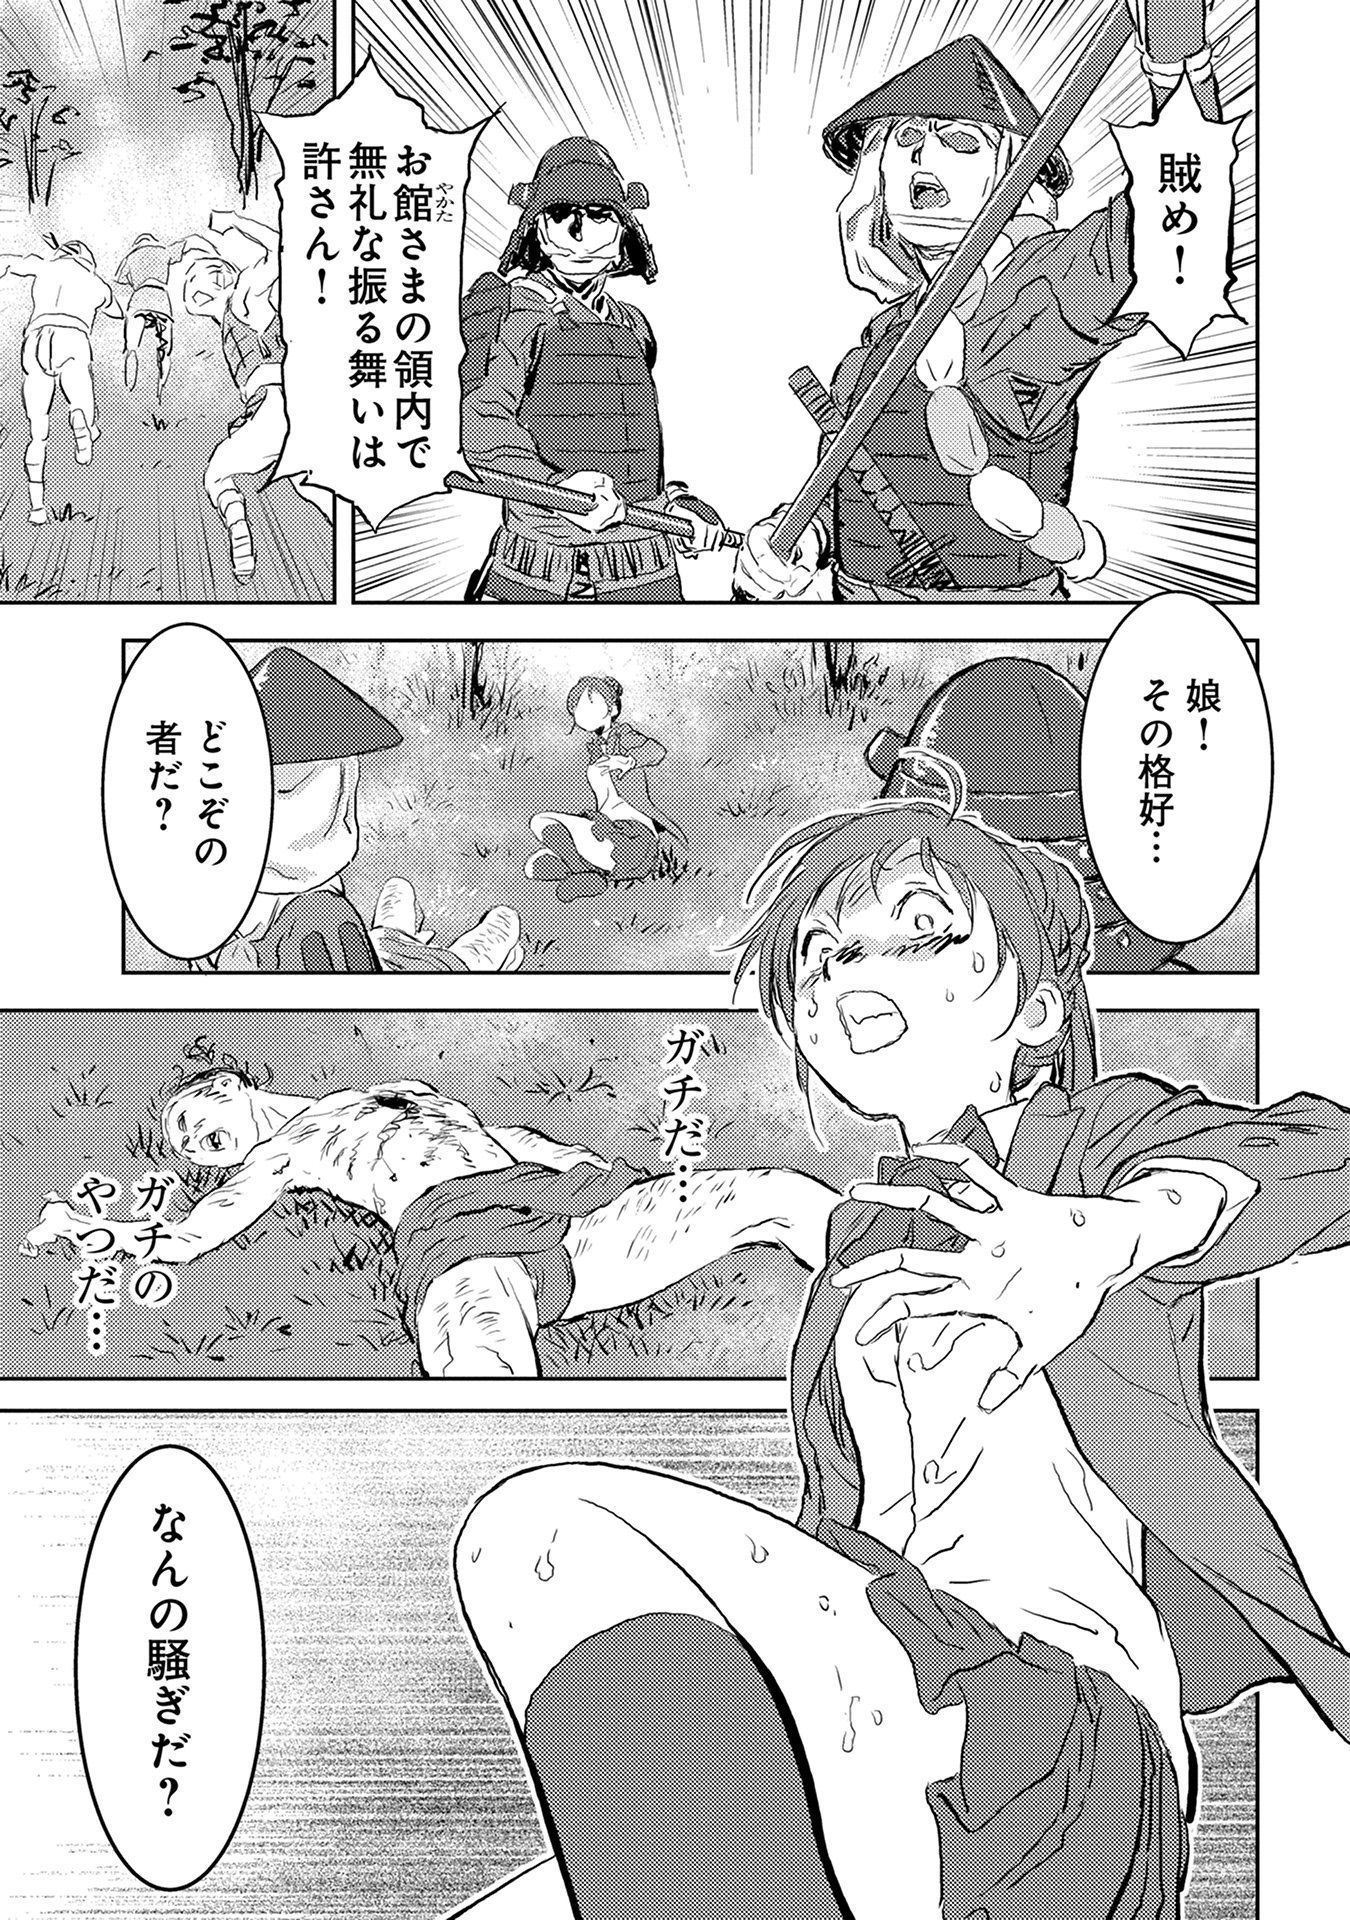 賊め！
お館さまの領内で
やかた
無礼な振る舞いは
許さん！
娘！
その格好…
どこぞの
者だ？
ガチだ…
ガチの
やつだ…
なんの騒ぎだ？